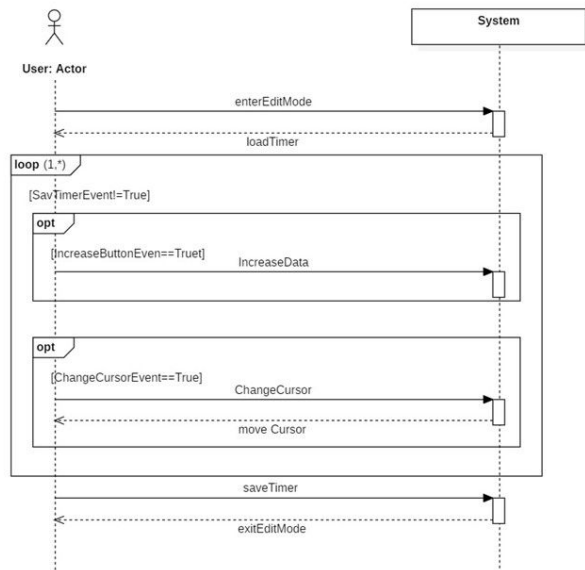 System
User: Actor
enterEditMode
loadTimer
loop (1,*)
[SavTimerEvent!=True]
opt
[IncreaseButtonEven==Truet]
IncreaseData
opt
[ChangeCursorEvent==True]
ChangeCursor
move Cursor
saveTimer
exitEditMode